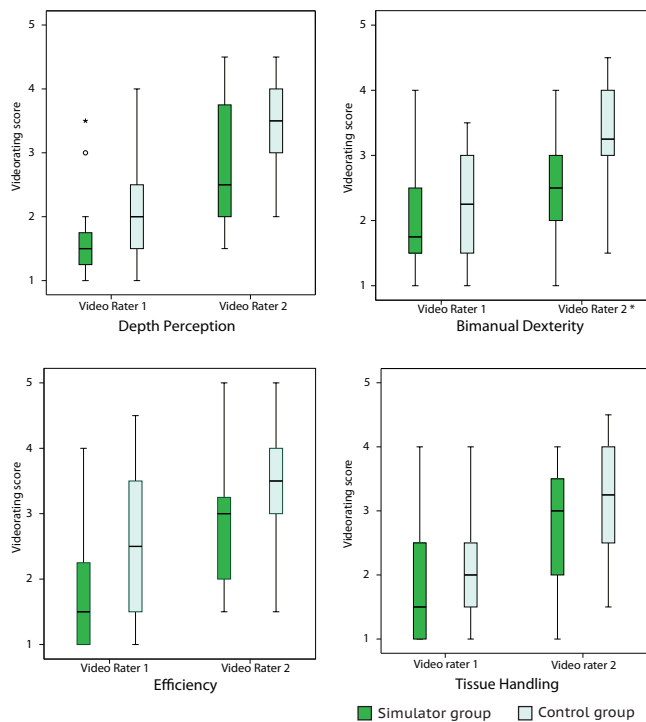 5
4
3
2
1
Videorating score
Video Rater 1
Video Rater 2
Depth Perception
5
4
3
2
1
Videorating score
Video Rater 1
Video Rater 2 *
Bimanual Dexterity
5
4
3
2
1
Videorating score
Video Rater 1
Video Rater 2
Efficiency
5
4
3
2
1
Videorating score
Video rater 1
Video rater 2
Tissue Handling
Simulator group
Control group